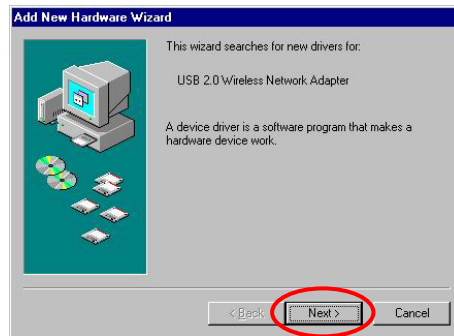 Add New Hardware Wizard
This wizard searches for new drivers for:
USB 2.0 Wireless Network Adapter
A device driver is a software program that makes a
hardware device work.
< Back
Next >
Cancel